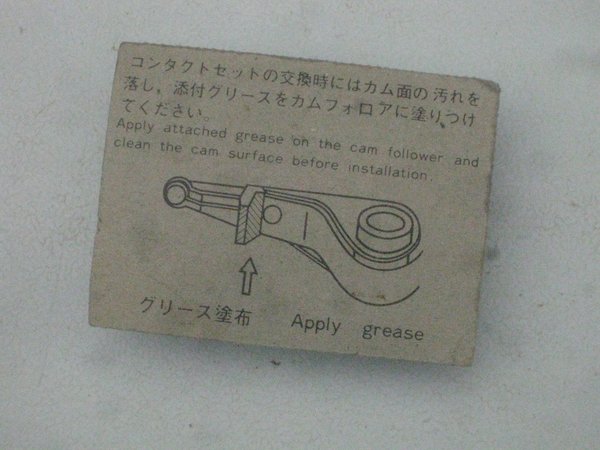 コンタクトセットの交換時にはカム面の汚れを
落し、添付グリースをカムフォロアに塗りつけ
てください。
Apply attached grease on the cam follower and
clean the cam surface before installation.
グリース塗布 Apply grease